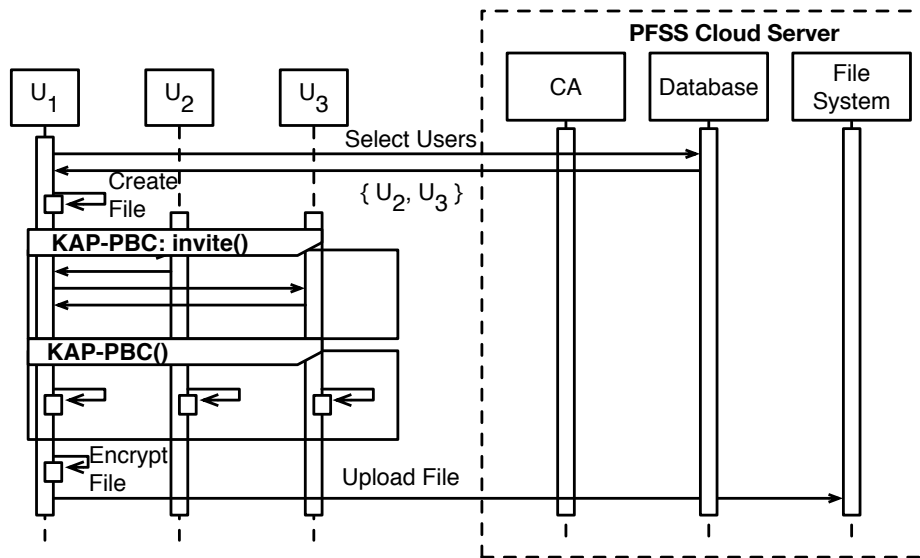 PFSS Cloud Server
U1
U2
U3
CA
Database
File
System
Select Users
{ U2, U3 }
Create
File
KAP-PBC: invite()
KAP-PBC()
Encrypt
File
Upload File